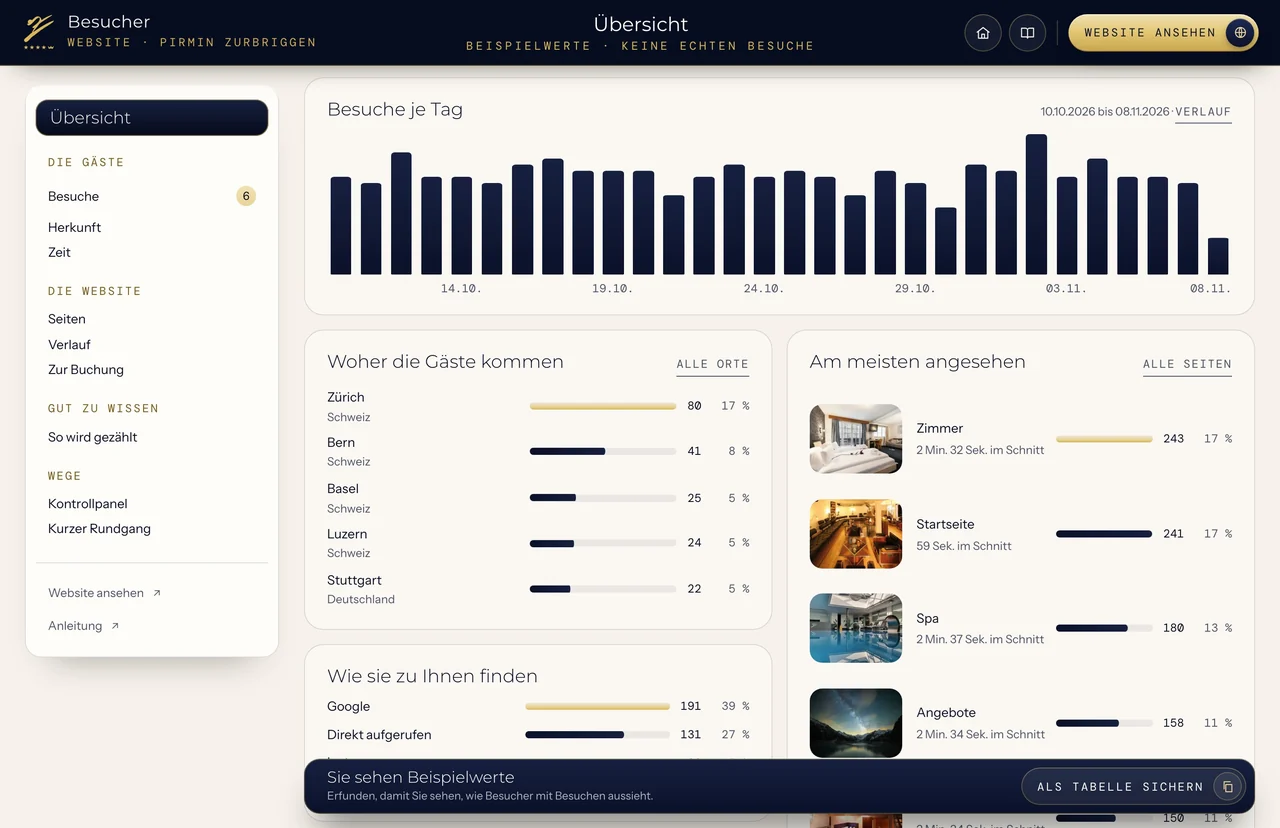 Besucher
WEBSITE · PIRMIN ZURBRIGGEN
Übersicht
BEISPIELWERTE · KEINE ECHTEN BESUCHE
WEBSITE ANSEHEN
Übersicht
DIE GÄSTE
Besuche 6
Herkunft
Zeit
DIE WEBSITE
Seiten
Verlauf
Zur Buchung
GUT ZU WISSEN
So wird gezählt
WEGE
Kontrollpanel
Kurzer Rundgang
Website ansehen ↗
Anleitung ↗
Besuche je Tag
10.10.2026 bis 08.11.2026 · VERLAUF
14.10. 19.10. 24.10. 29.10. 03.11. 08.11.
Woher die Gäste kommen
ALLE ORTE
Zürich 80 17 %
Schweiz
Bern 41 8 %
Schweiz
Basel 25 5 %
Schweiz
Luzern 24 5 %
Schweiz
Stuttgart 22 5 %
Deutschland
Wie sie zu Ihnen finden
Google 191 39 %
Direkt aufgerufen 131 27 %
Am meisten angesehen
ALLE SEITEN
Zimmer 243 17 %
2 Min. 32 Sek. im Schnitt
Startseite 241 17 %
59 Sek. im Schnitt
Spa 180 13 %
2 Min. 37 Sek. im Schnitt
Angebote 158 11 %
2 Min. 34 Sek. im Schnitt
150 11 %
Sie sehen Beispielwerte
Erfunden, damit Sie sehen, wie Besucher mit Besuchen aussieht.
ALS TABELLE SICHERN